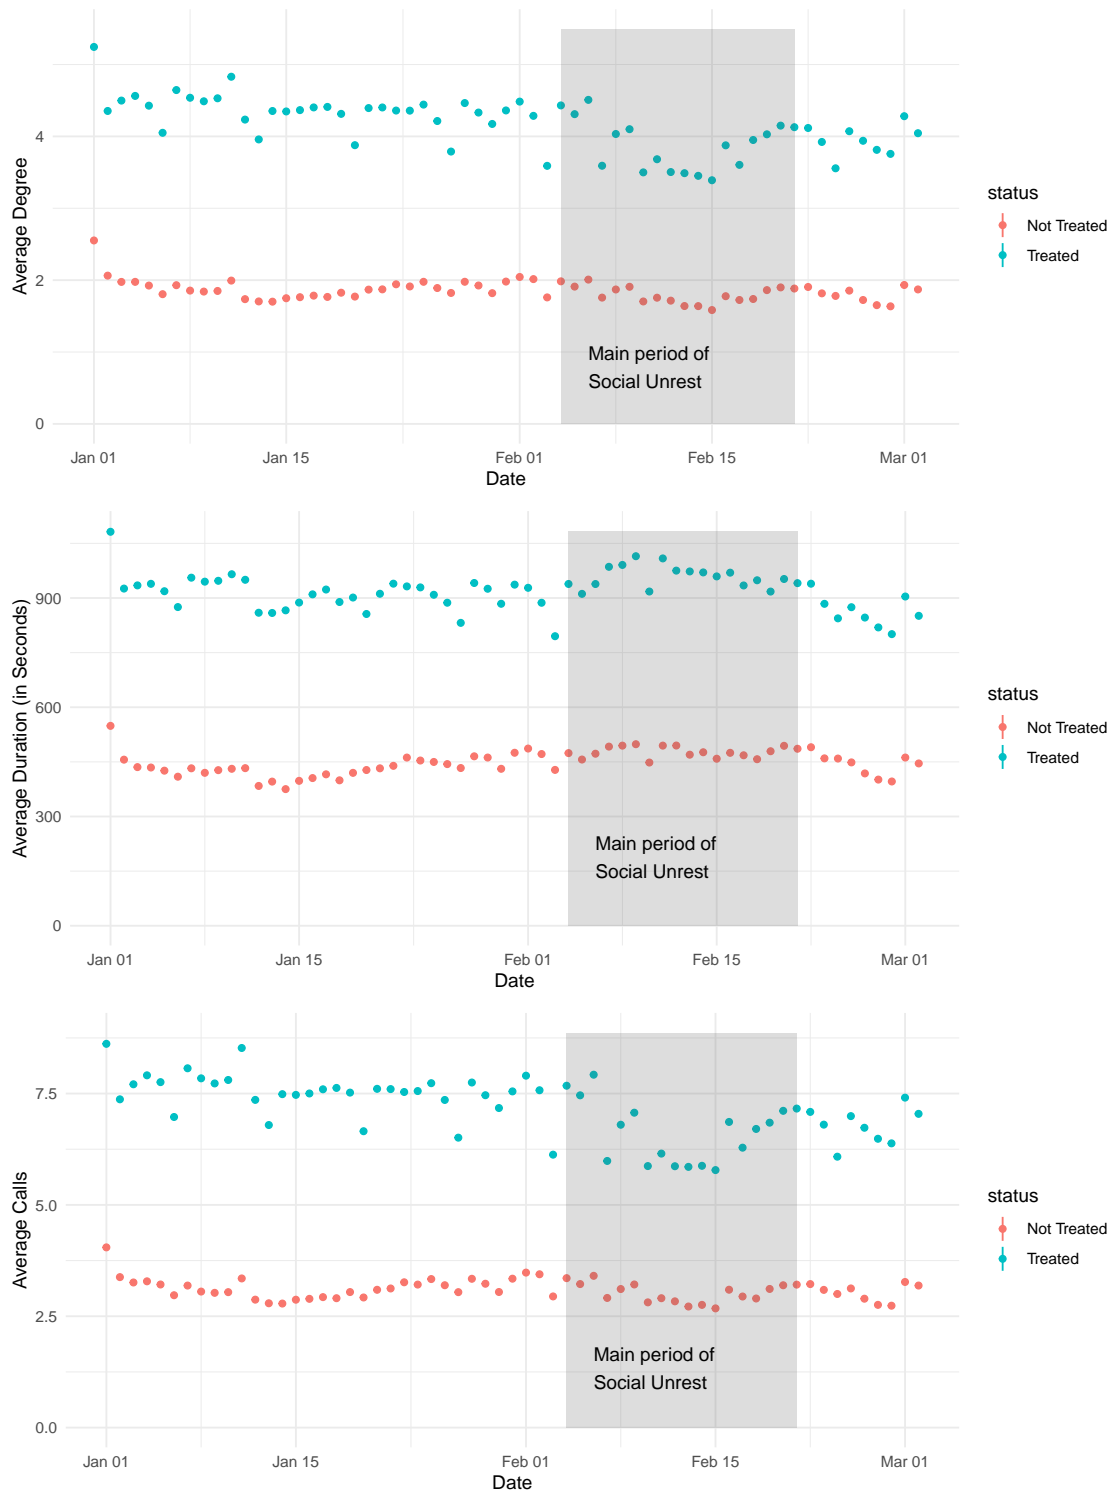 Average Degree
4
2
0
Main period of
Social Unrest
Jan 01
Jan 15
Feb 01
Feb 15
Mar 01
Date
status
Not Treated
Treated
Average Duration (in Seconds)
900
600
300
0
Main period of
Social Unrest
Jan 01
Jan 15
Feb 01
Feb 15
Mar 01
Date
status
Not Treated
Treated
Average Calls
7.5
5.0
2.5
0.0
Main period of
Social Unrest
Jan 01
Jan 15
Feb 01
Feb 15
Mar 01
Date
status
Not Treated
Treated